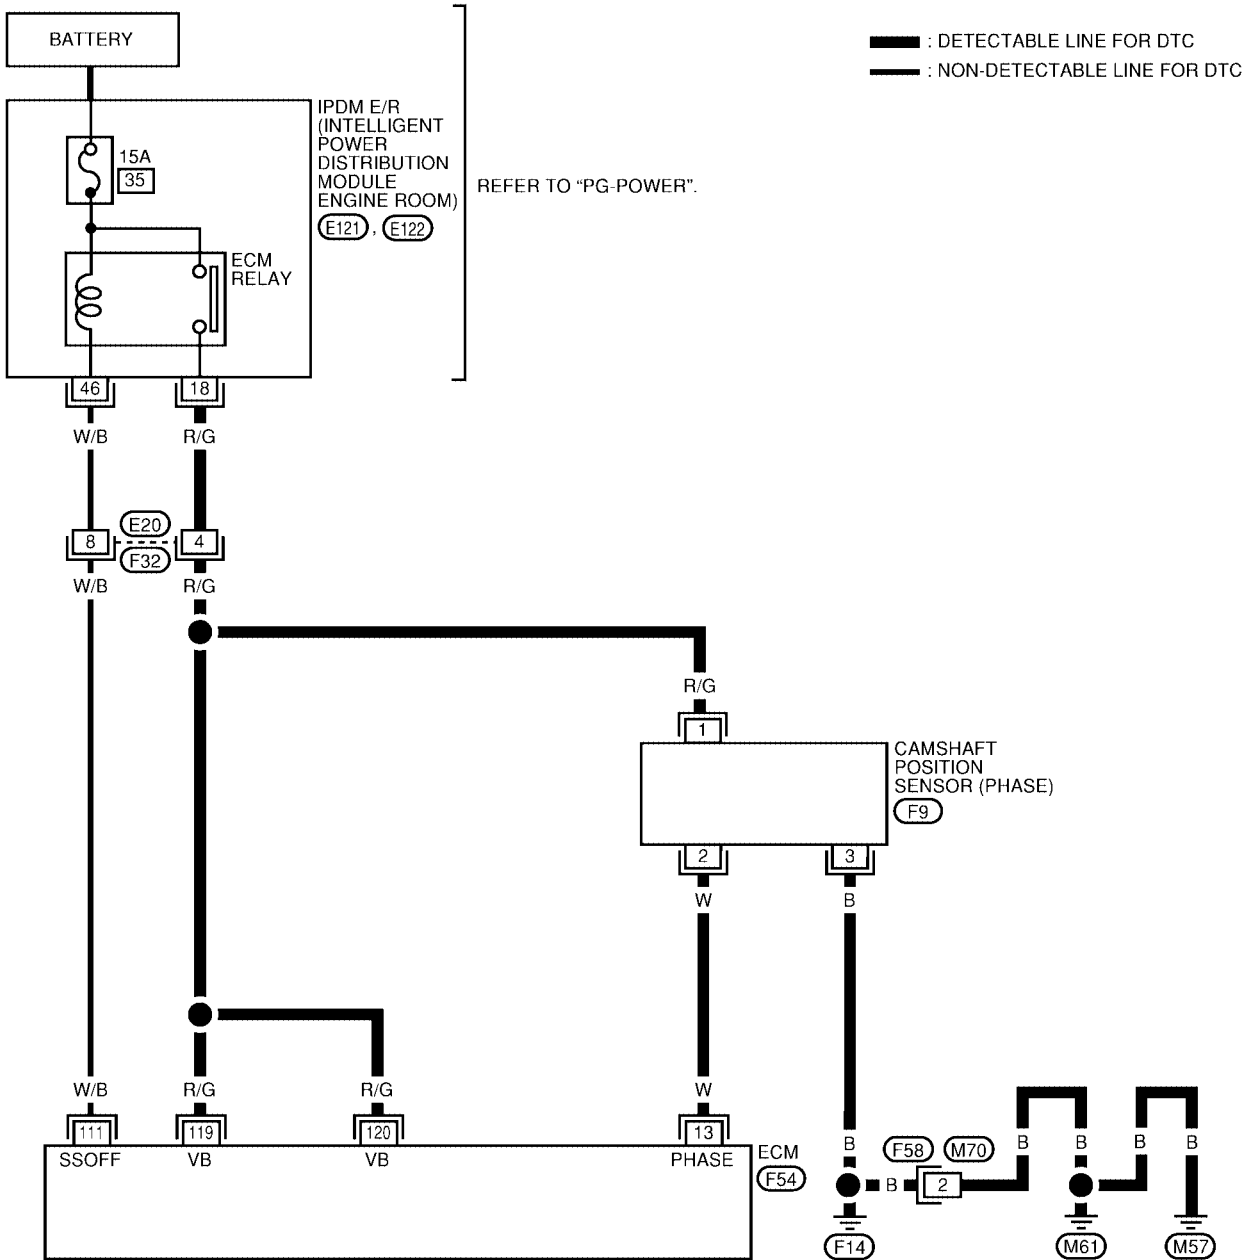 BATTERY
: DETECTABLE LINE FOR DTC
: NON-DETECTABLE LINE FOR DTC
IPDM E/R
(INTELLIGENT
POWER
DISTRIBUTION
MODULE
ENGINE ROOM)
E121 , E122
15A
35
REFER TO “PG-POWER”.
ECM
RELAY
46
18
W/B
R/G
8
E20
F32
4
W/B
R/G
R/G
1
CAMSHAFT
POSITION
SENSOR (PHASE)
F9
2
3
W
B
W/B
R/G
R/G
W
111
119
120
13
SSOFF
VB
VB
PHASE
ECM
F54
B
F58
M70
B
B
B
B
B
2
F14
M61
M57